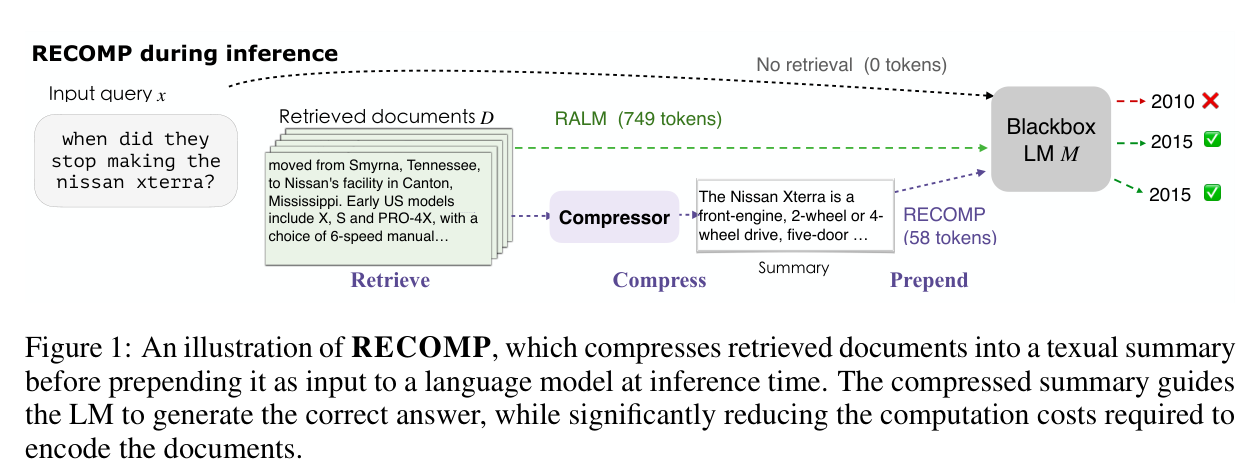 RECOMP during inference
No retrieval (0 tokens)
Input query x
when did they
stop making the
nissan xterra?
Retrieved documents D
moved from Smyrna, Tennessee,
to Nissan's facility in Canton,
Mississippi. Early US models
include X, S and PRO-4X, with a
choice of 6-speed manual…
Retrieve
RALM (749 tokens)
Compressor
Compress
The Nissan Xterra is a
front-engine, 2-wheel or 4-
wheel drive, five-door …
Summary
RECOMP
(58 tokens)
Prepend
Blackbox
LM M
2010 ❌
2015 ✅
2015 ✅
Figure 1: An illustration of RECOMP, which compresses retrieved documents into a texual summary
before prepending it as input to a language model at inference time. The compressed summary guides
the LM to generate the correct answer, while significantly reducing the computation costs required to
encode the documents.